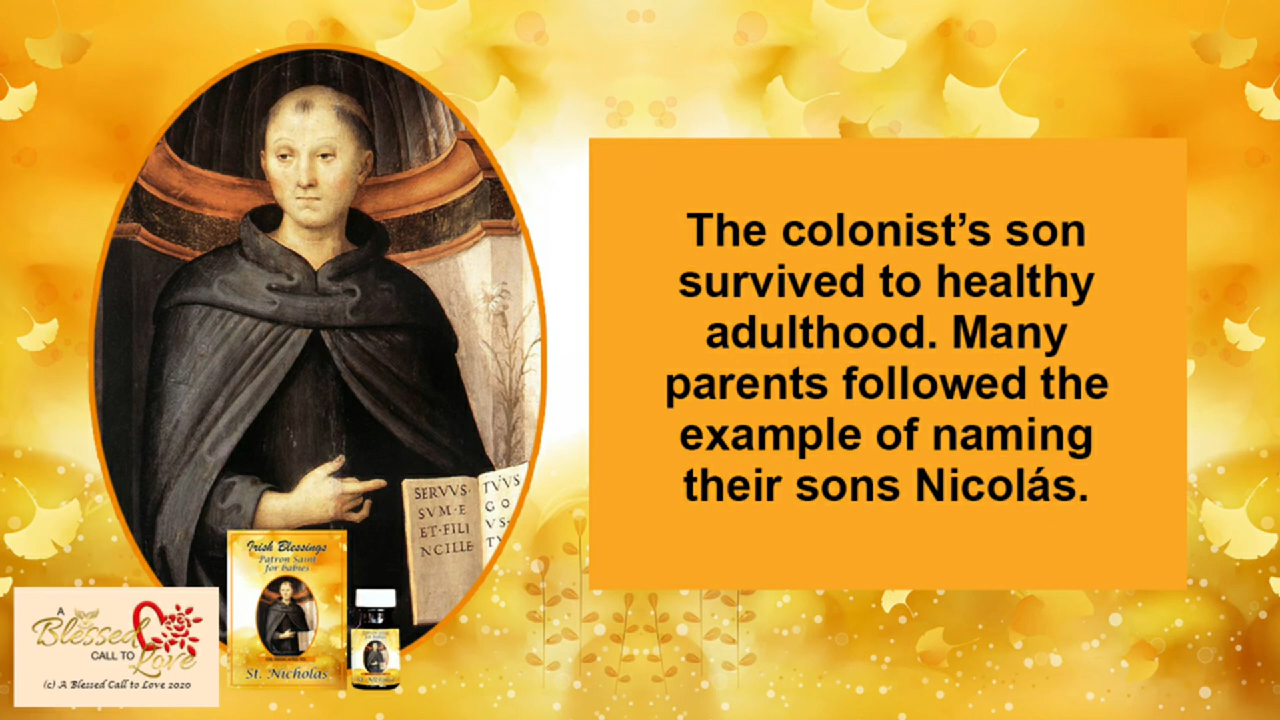 The colonist’s son
survived to healthy
adulthood. Many
parents followed the
example of naming
their sons Nicolás.
SERVVS·
SVM·E
ET·FILI
NCILLE
TVVS
GO
VS·
TV
Irish Blessings
Patron Saint
for babies
St. Nicholas
A
Blessed
CALL TO
Love
(c) A Blessed Call to Love 2020